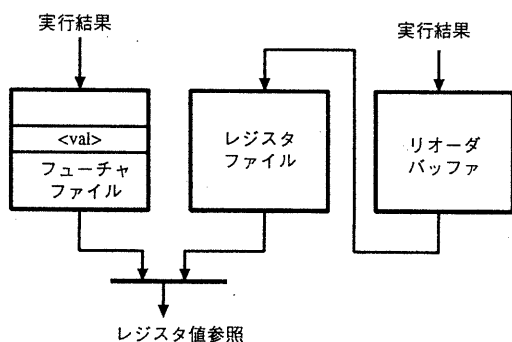 実行結果
実行結果
<val>
フューチャ
ファイル
レジスタ
ファイル
リオーダ
バッファ
レジスタ値参照